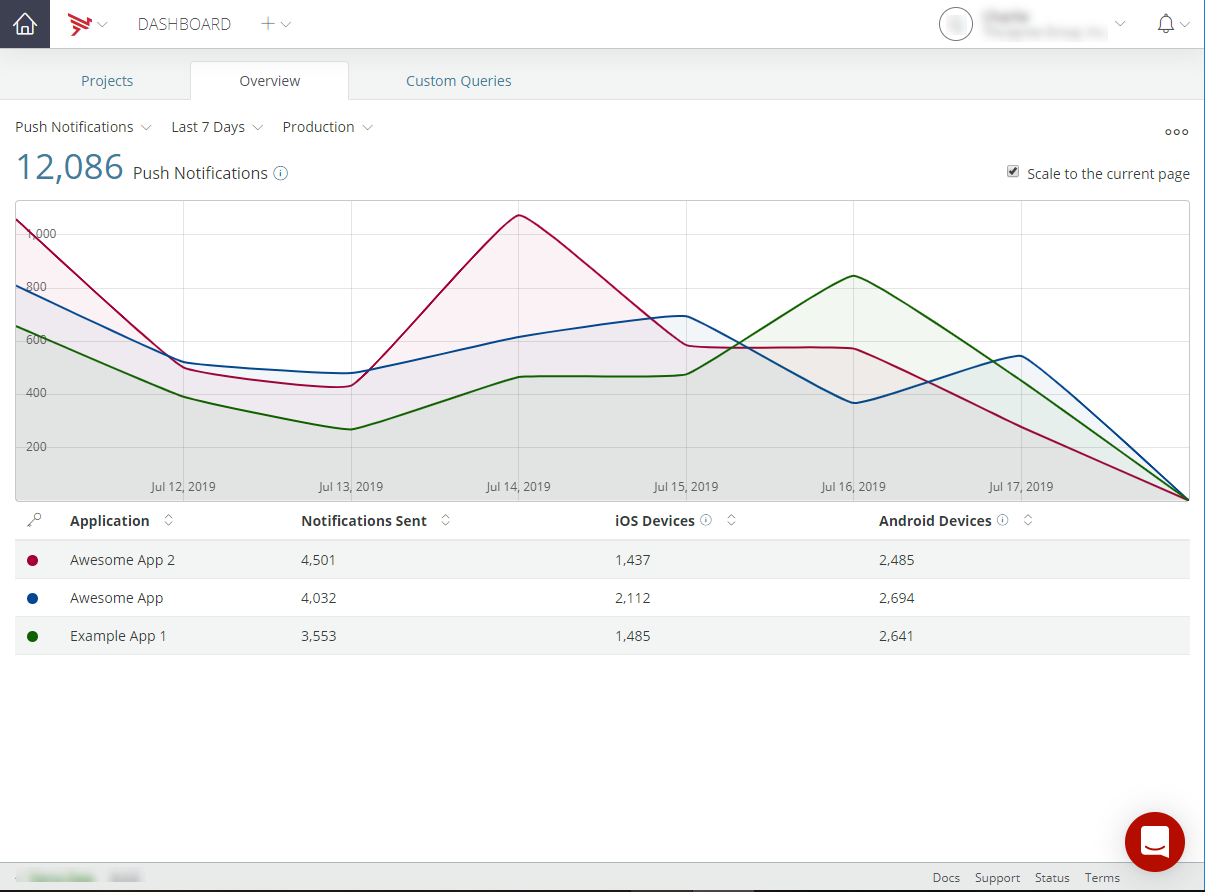 DASHBOARD
Projects Overview Custom Queries
Push Notifications Last 7 Days Production
12,086 Push Notifications
Scale to the current page
1,000
800
600
400
200
Jul 12, 2019 Jul 13, 2019 Jul 14, 2019 Jul 15, 2019 Jul 16, 2019 Jul 17, 2019
Application Notifications Sent iOS Devices Android Devices
Awesome App 2 4,501 1,437 2,485
Awesome App 4,032 2,112 2,694
Example App 1 3,553 1,485 2,641
Docs Support Status Terms